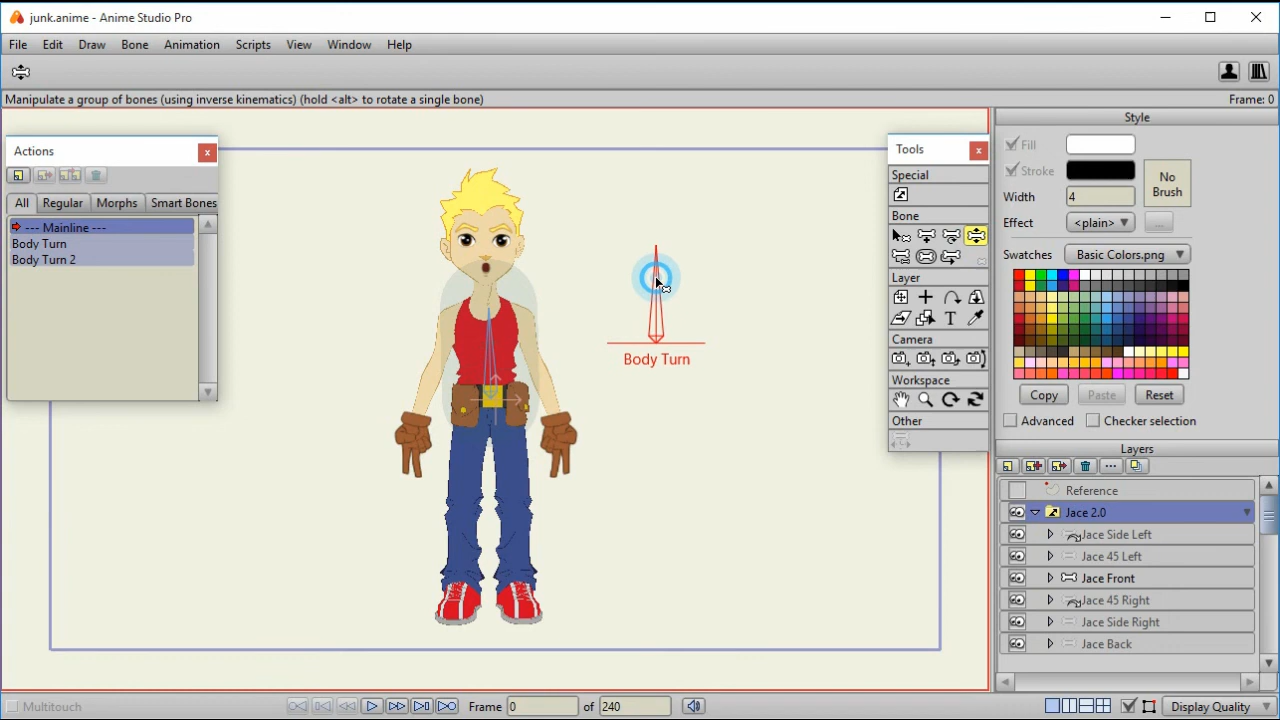 junk.anime - Anime Studio Pro
File Edit Draw Bone Animation Scripts View Window Help
Manipulate a group of bones (using inverse kinematics) (hold <alt> to rotate a single bone)
Frame: 0
Actions
All Regular Morphs Smart Bones
--- Mainline ---
Body Turn
Body Turn 2
Body Turn
Tools
Special
Bone
Layer
T
Camera
Workspace
Other
Style
Fill
Stroke
No
Brush
Width 4
Effect <plain> ...
Swatches Basic Colors.png
Copy Paste Reset
Advanced Checker selection
Layers
Reference
Jace 2.0
Jace Side Left
Jace 45 Left
Jace Front
Jace 45 Right
Jace Side Right
Jace Back
Multitouch
Frame 0 of 240
Display Quality